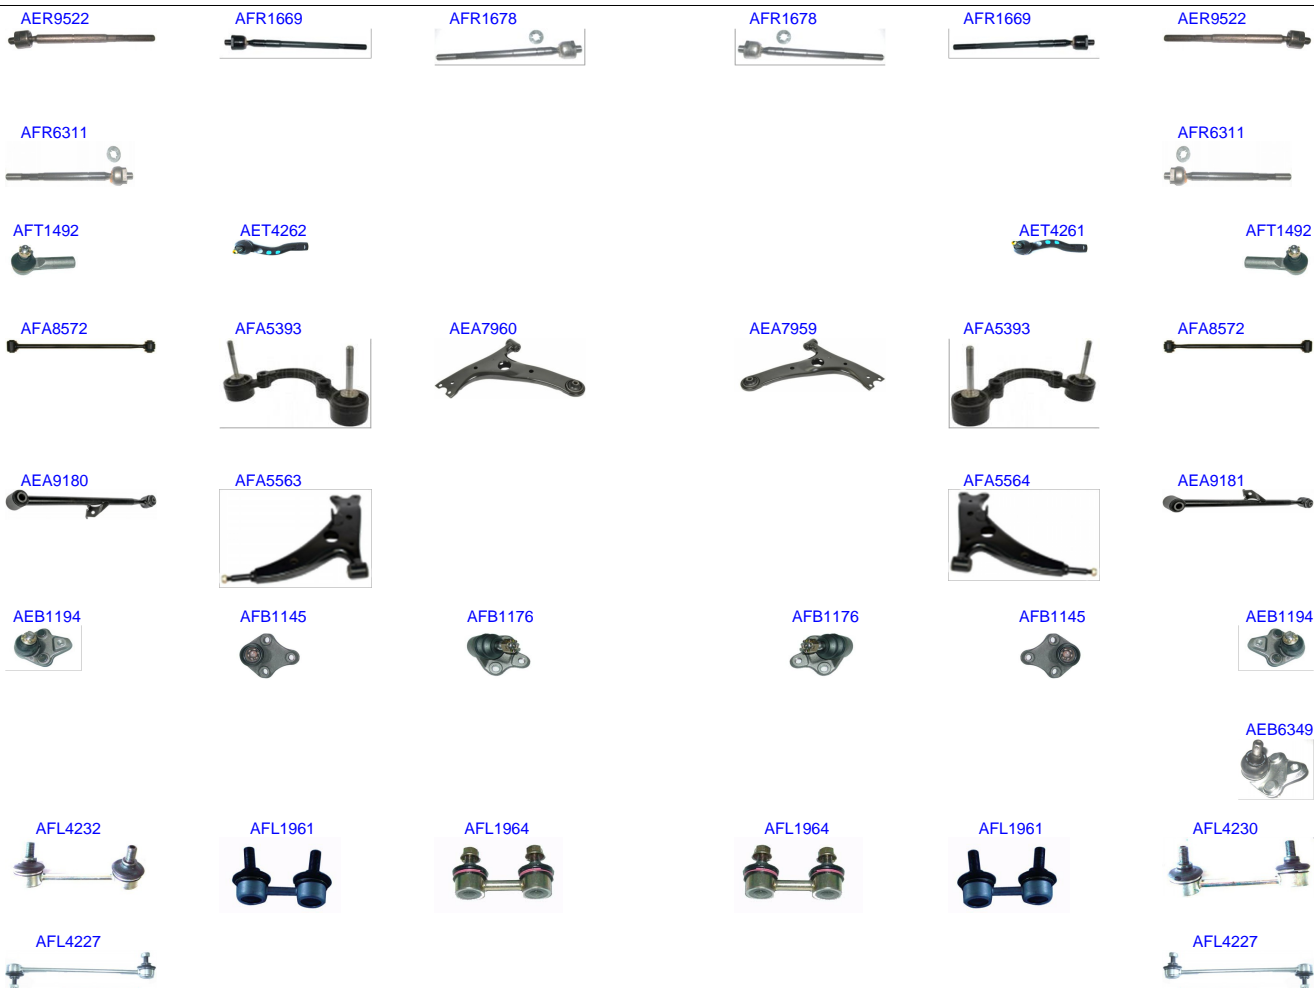 AER9522 AFR1669 AFR1678 AFR1678 AFR1669 AER9522
AFR6311 AFR6311
AFT1492 AET4262 AET4261 AFT1492
AFA8572 AFA5393 AEA7960 AEA7959 AFA5393 AFA8572
AEA9180 AFA5563 AFA5564 AEA9181
AEB1194 AFB1145 AFB1176 AFB1176 AFB1145 AEB1194
AEB6349
AFL4232 AFL1961 AFL1964 AFL1964 AFL1961 AFL4230
AFL4227 AFL4227